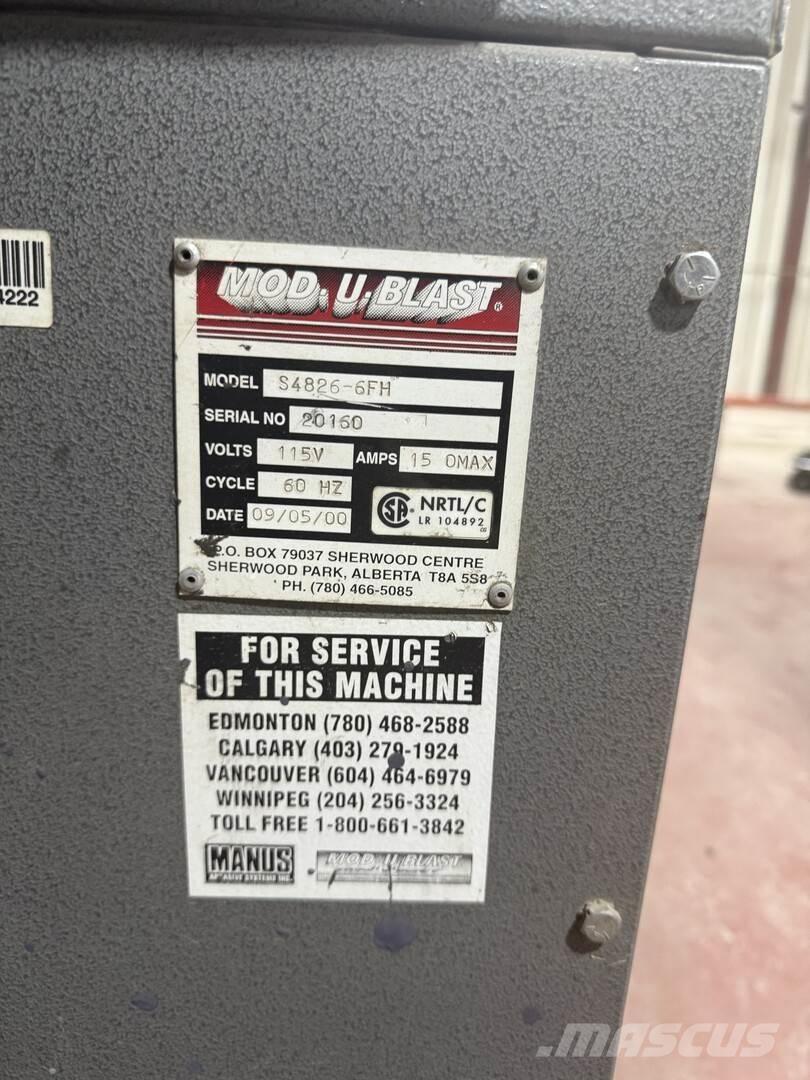 4222
MOD. U. BLAST®
MODEL S4826-6FH
SERIAL NO 20160
VOLTS 115V AMPS 15 OMAX
CYCLE 60 HZ
DATE 09/05/00
NRTL/C
LR 104892
P.O. BOX 79037 SHERWOOD CENTRE
SHERWOOD PARK, ALBERTA T8A 5S8
PH. (780) 466-5085
FOR SERVICE
OF THIS MACHINE
EDMONTON (780) 468-2588
CALGARY (403) 279-1924
VANCOUVER (604) 464-6979
WINNIPEG (204) 256-3324
TOLL FREE 1-800-661-3842
MANUS MOD. U. BLAST
SYSTEMS INC.
.MASCUS